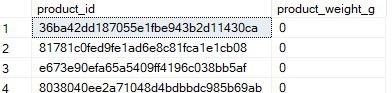 product_id product_weight_g
1 36ba42dd187055e1fbe943b2d11430ca 0
2 81781c0fed9fe1ad6e8c81fca1e1cb08 0
3 e673e90efa65a5409ff4196c038bb5af 0
4 8038040ee2a71048d4bdbbdc985b69ab 0